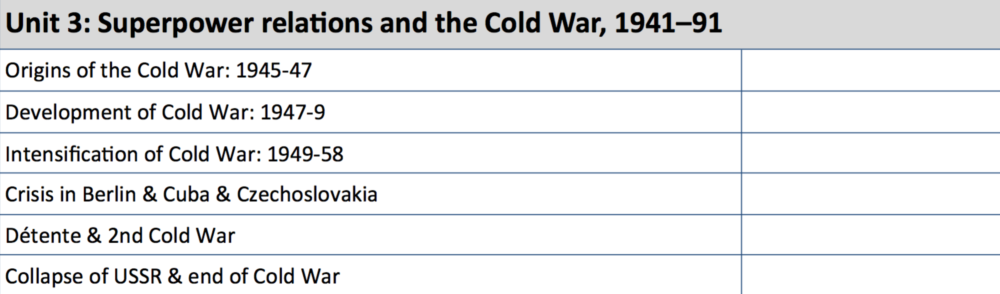 Unit 3: Superpower relations and the Cold War, 1941–91
Origins of the Cold War: 1945-47
Development of Cold War: 1947-9
Intensification of Cold War: 1949-58
Crisis in Berlin & Cuba & Czechoslovakia
Détente & 2nd Cold War
Collapse of USSR & end of Cold War